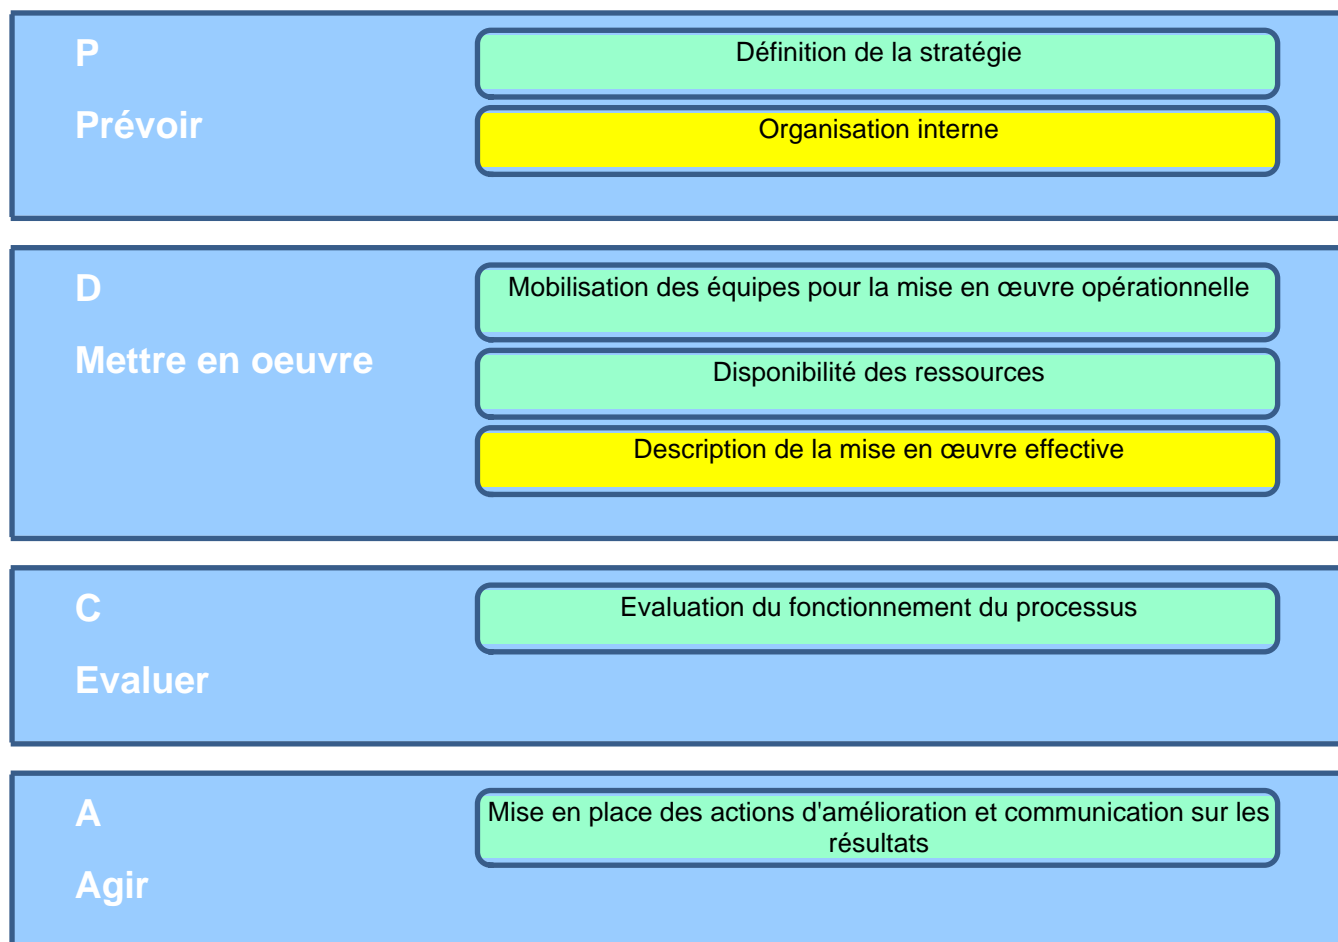 P
Prévoir
Définition de la stratégie
Organisation interne
D
Mettre en oeuvre
Mobilisation des équipes pour la mise en œuvre opérationnelle
Disponibilité des ressources
Description de la mise en œuvre effective
C
Evaluer
Evaluation du fonctionnement du processus
A
Agir
Mise en place des actions d'amélioration et communication sur les
résultats